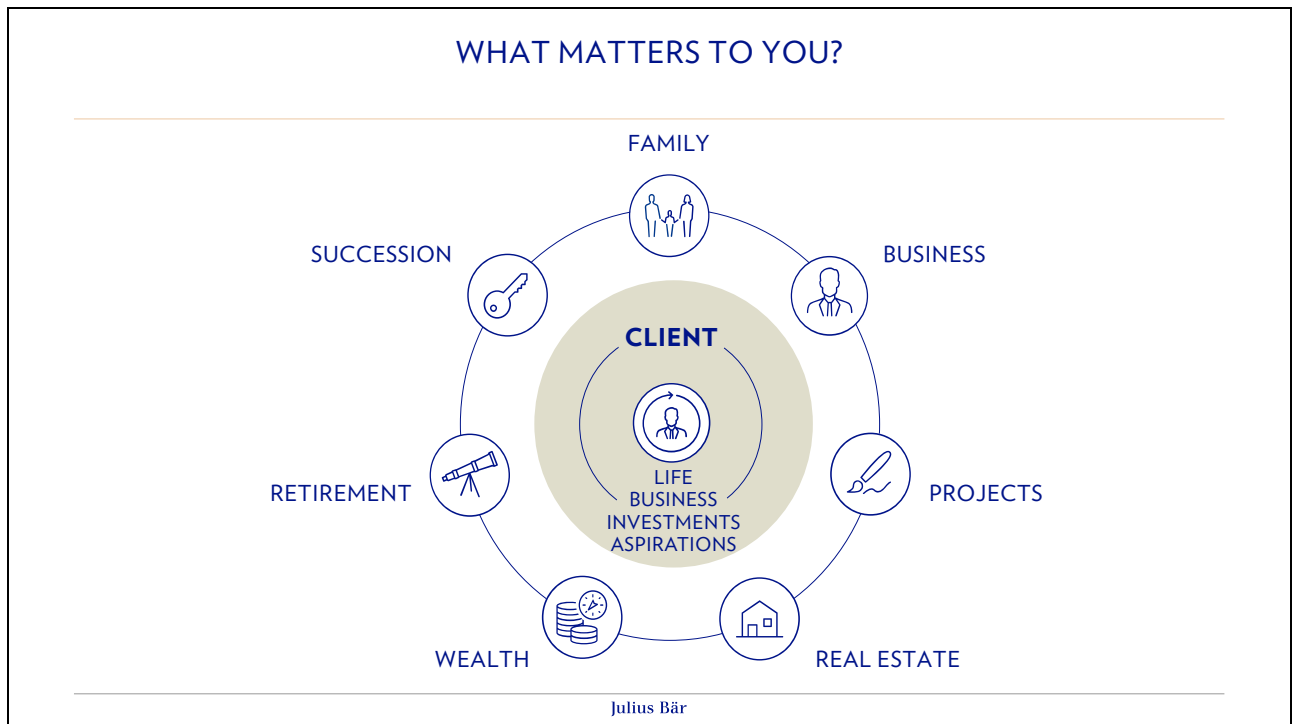 WHAT MATTERS TO YOU?
FAMILY
SUCCESSION
BUSINESS
CLIENT
LIFE
BUSINESS
INVESTMENTS
ASPIRATIONS
RETIREMENT
PROJECTS
WEALTH
REAL ESTATE
Julius Bär